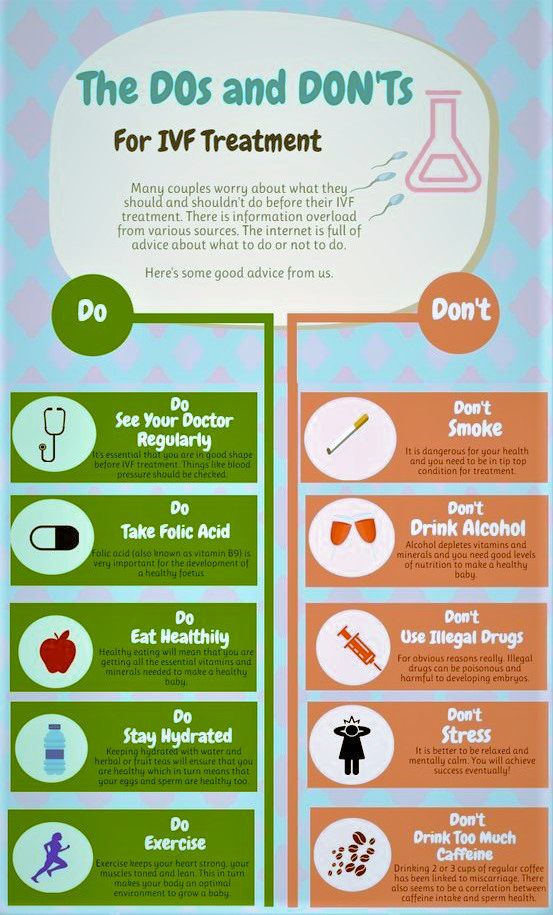 The DOs and DON'Ts
For IVF Treatment
Many couples worry about what they
should and shouldn't do before their IVF
treatment. There is information overload
from various sources. The internet is full of
advice about what to do or not to do.
Here's some good advice from us.
Do
Don't
Do
See Your Doctor
Regularly
It's essential that you are in good shape
before IVF treatment. Things like blood
pressure should be checked.
Do
Take Folic Acid
Folic acid (also known as vitamin B9) is
very important for the development of
a healthy foetus
Do
Eat Healthily
Healthy eating will mean that you are
getting all the essential vitamins and
minerals needed to make a healthy
baby.
Do
Stay Hydrated
Keeping hydrated with water and
herbal or fruit teas will ensure that you
are healthy which in turn means that
your eggs and sperm are healthy too.
Do
Exercise
Exercise keeps your heart strong, your
muscles toned and lean. This in turn
makes your body an optimal
environment to grow a baby.
Don't
Smoke
It is dangerous for your health
and you need to be in tip top
condition for treatment.
Don't
Drink Alcohol
Alcohol depletes vitamins and
minerals and you need good levels
of nutrition to make a healthy
baby.
Don't
Use Illegal Drugs
For obvious reasons really. Illegal
drugs can be poisonous and
harmful to developing embryos.
Don't
Stress
It is better to be relaxed and
mentally calm. You will achieve
success eventually!
Don't
Drink Too Much
Caffeine
Drinking 2 or 3 cups of regular coffee
has been linked to miscarriage. There
also seems to be a correlation between
caffeine intake and sperm health.